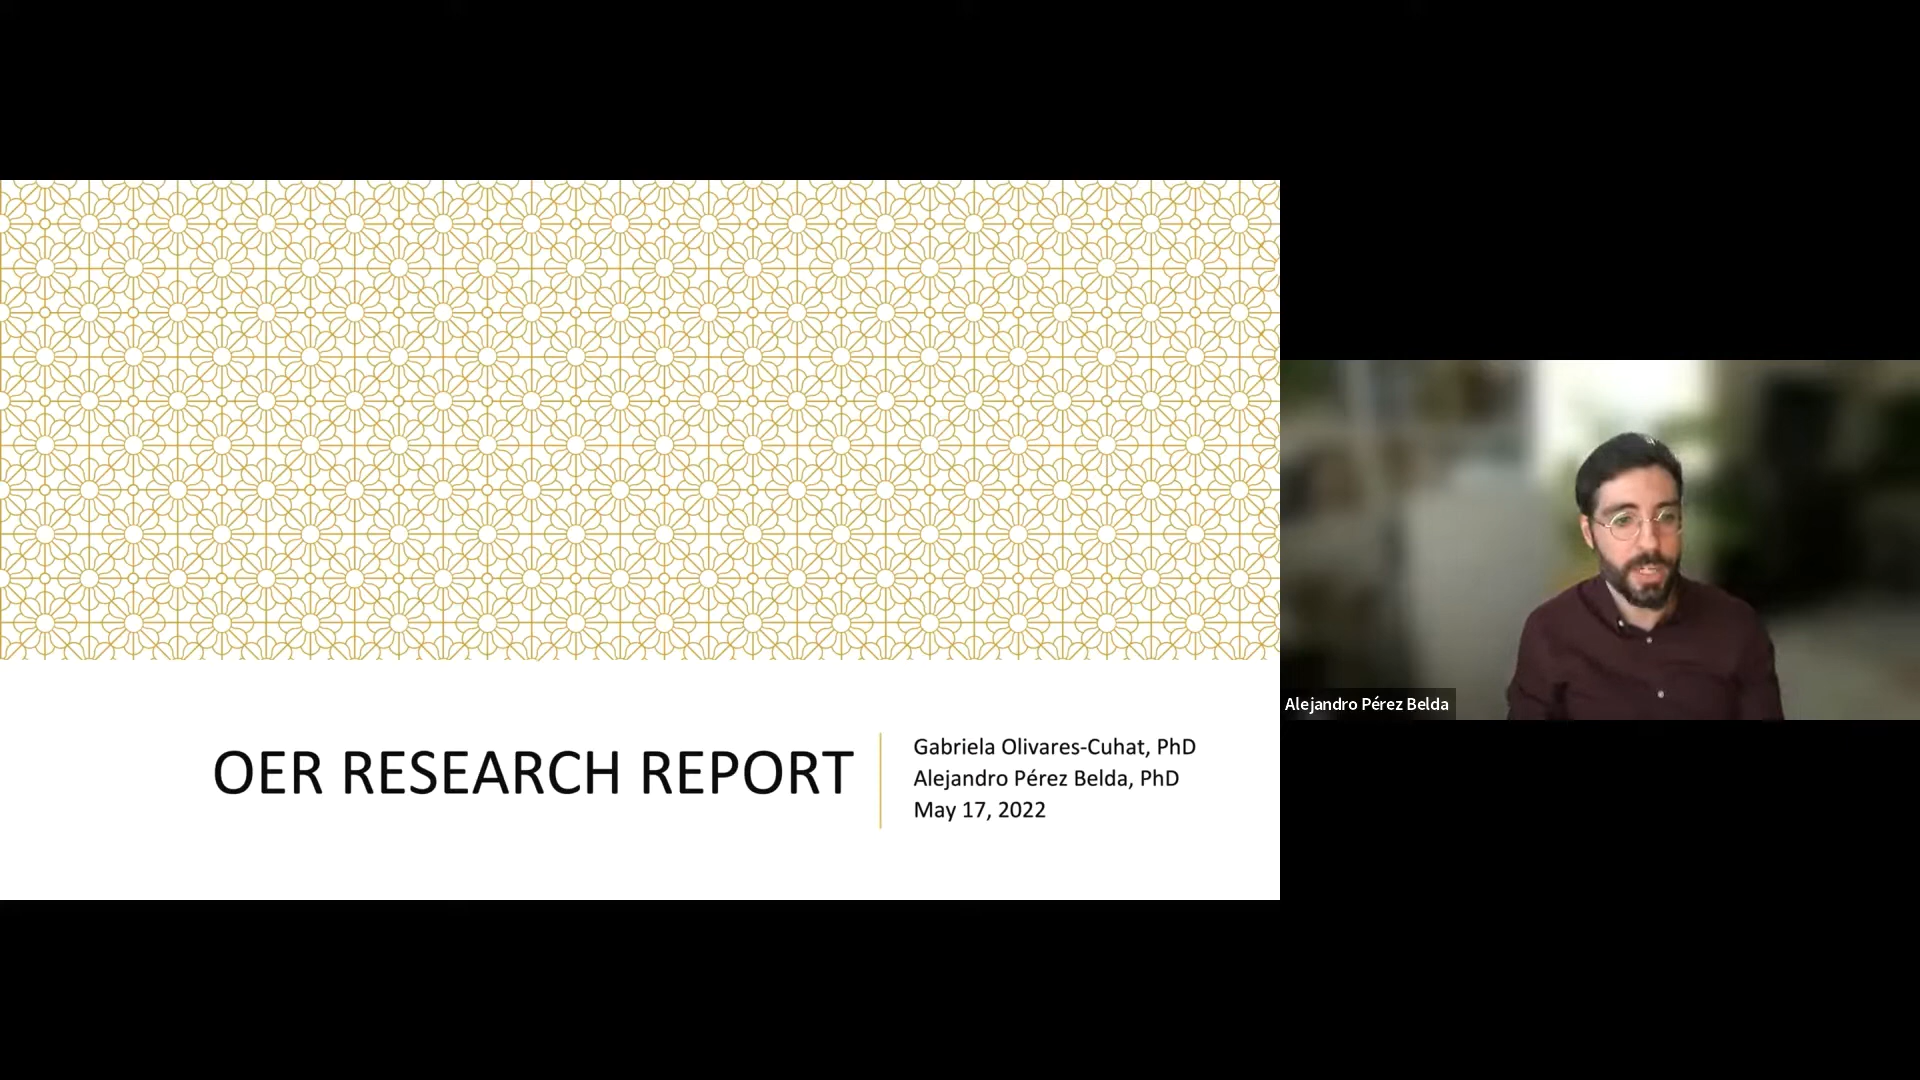 OER RESEARCH REPORT
Gabriela Olivares-Cuhat, PhD
Alejandro Pérez Belda, PhD
May 17, 2022
Alejandro Pérez Belda